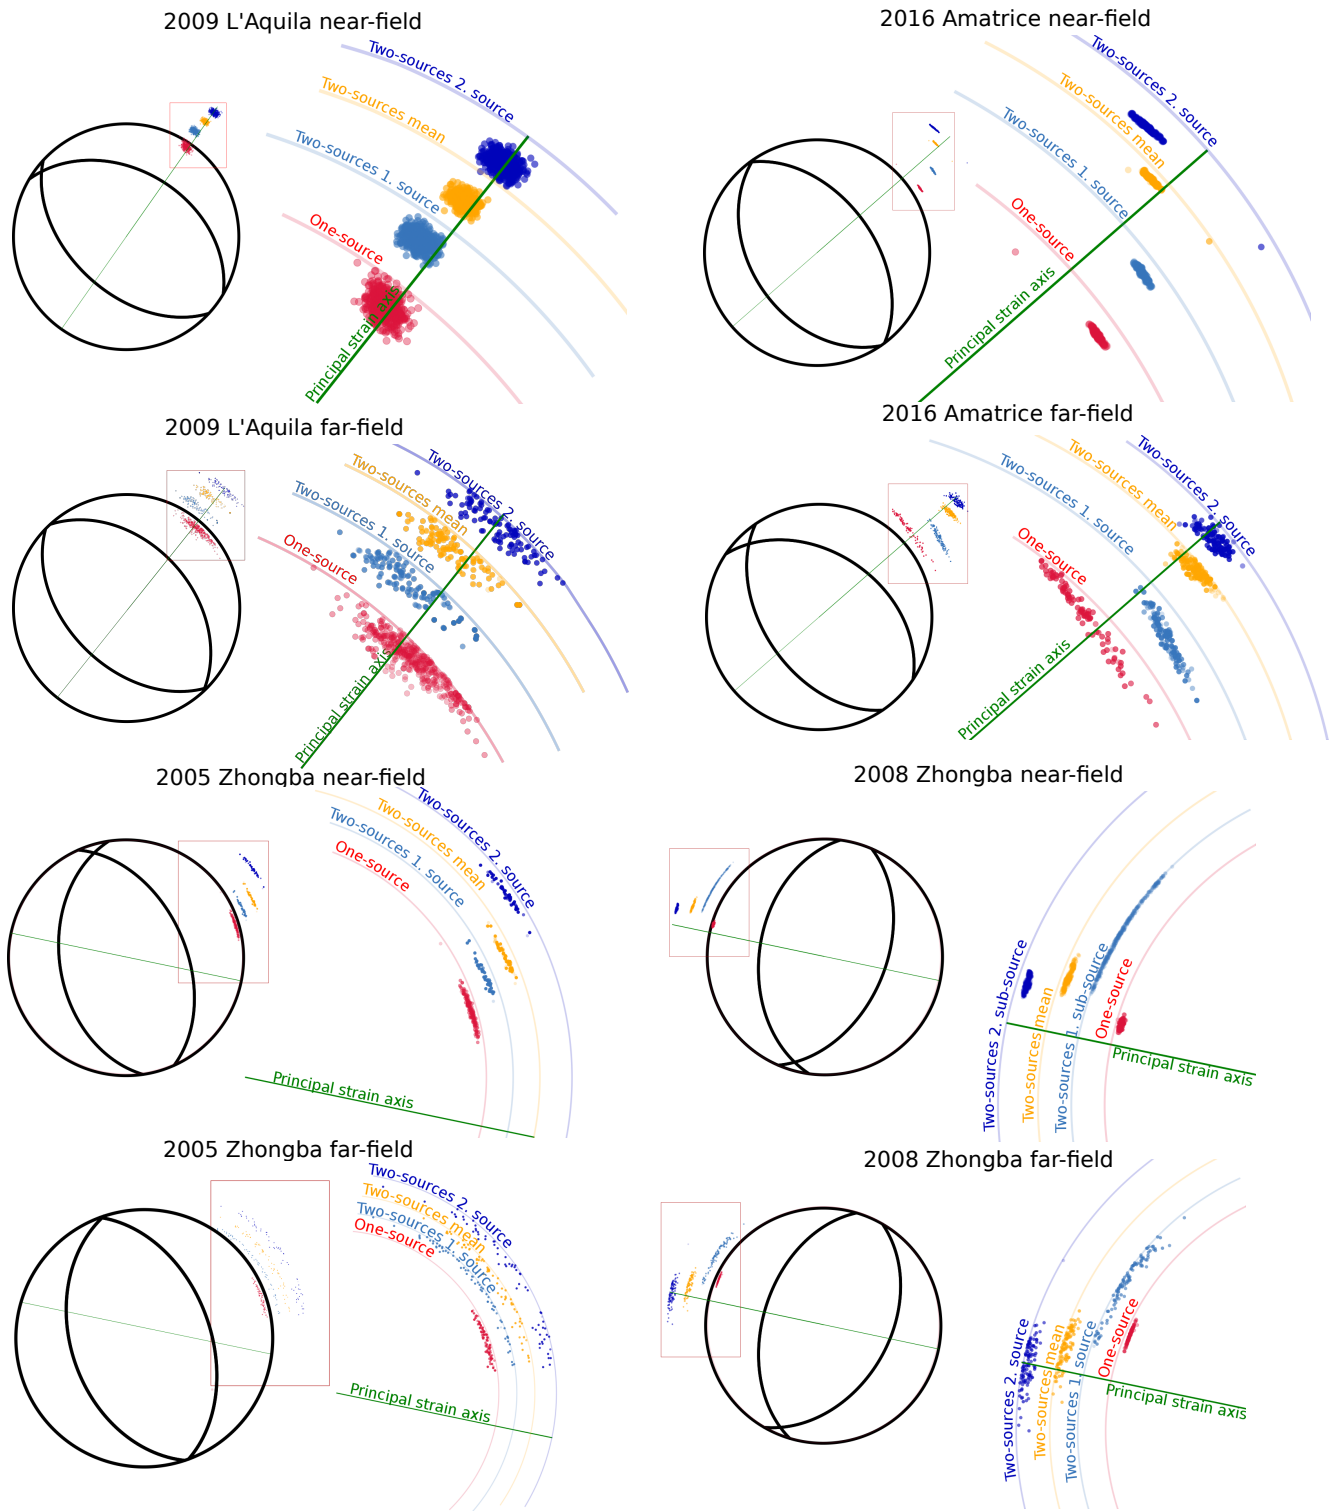 2009 L'Aquila near-field
Two-sources 2. source
Two-sources mean
Two-sources 1. source
One-source
Principal strain axis
2016 Amatrice near-field
Two-sources 2. source
Two-sources mean
Two-sources 1. source
One-source
Principal strain axis
2009 L'Aquila far-field
Two-sources 2. source
Two-sources mean
Two-sources 1. source
One-source
Principal strain axis
2016 Amatrice far-field
Two-sources 2. source
Two-sources mean
Two-sources 1. source
One-source
Principal strain axis
2005 Zhongba near-field
Two-sources 2. source
Two-sources mean
Two-sources 1. source
One-source
Principal strain axis
2008 Zhongba near-field
Two-sources 2. sub-source
Two-sources mean
Two-sources 1. sub-source
One-source
Principal strain axis
2005 Zhongba far-field
Two-sources 2. source
Two-sources mean
Two-sources 1. source
One-source
Principal strain axis
2008 Zhongba far-field
Two-sources 2. source
Two-sources mean
Two-sources 1. source
One-source
Principal strain axis